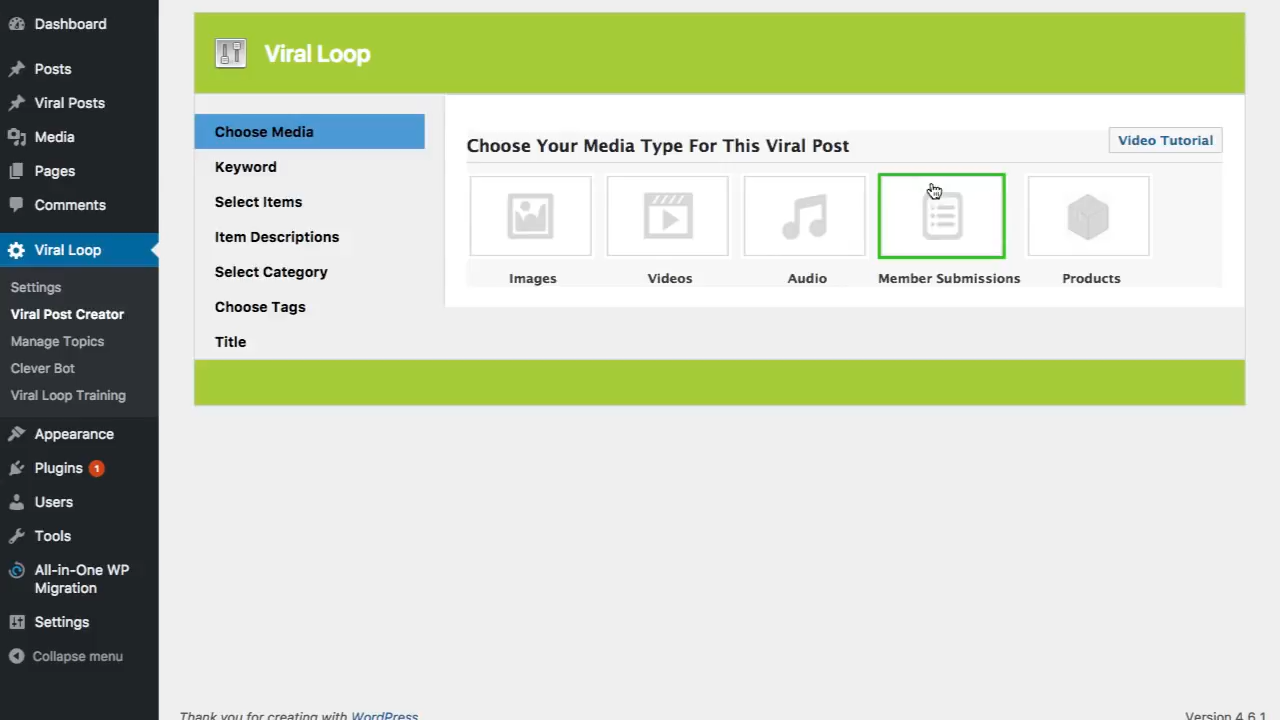 Dashboard
Posts
Viral Posts
Media
Pages
Comments
Viral Loop
Settings
Viral Post Creator
Manage Topics
Clever Bot
Viral Loop Training
Appearance
Plugins 1
Users
Tools
All-in-One WP
Migration
Settings
Collapse menu
Viral Loop
Choose Media
Keyword
Select Items
Item Descriptions
Select Category
Choose Tags
Title
Choose Your Media Type For This Viral Post
Video Tutorial
Images Videos Audio Member Submissions Products
Thank you for creating with WordPress
Version 4.6.1